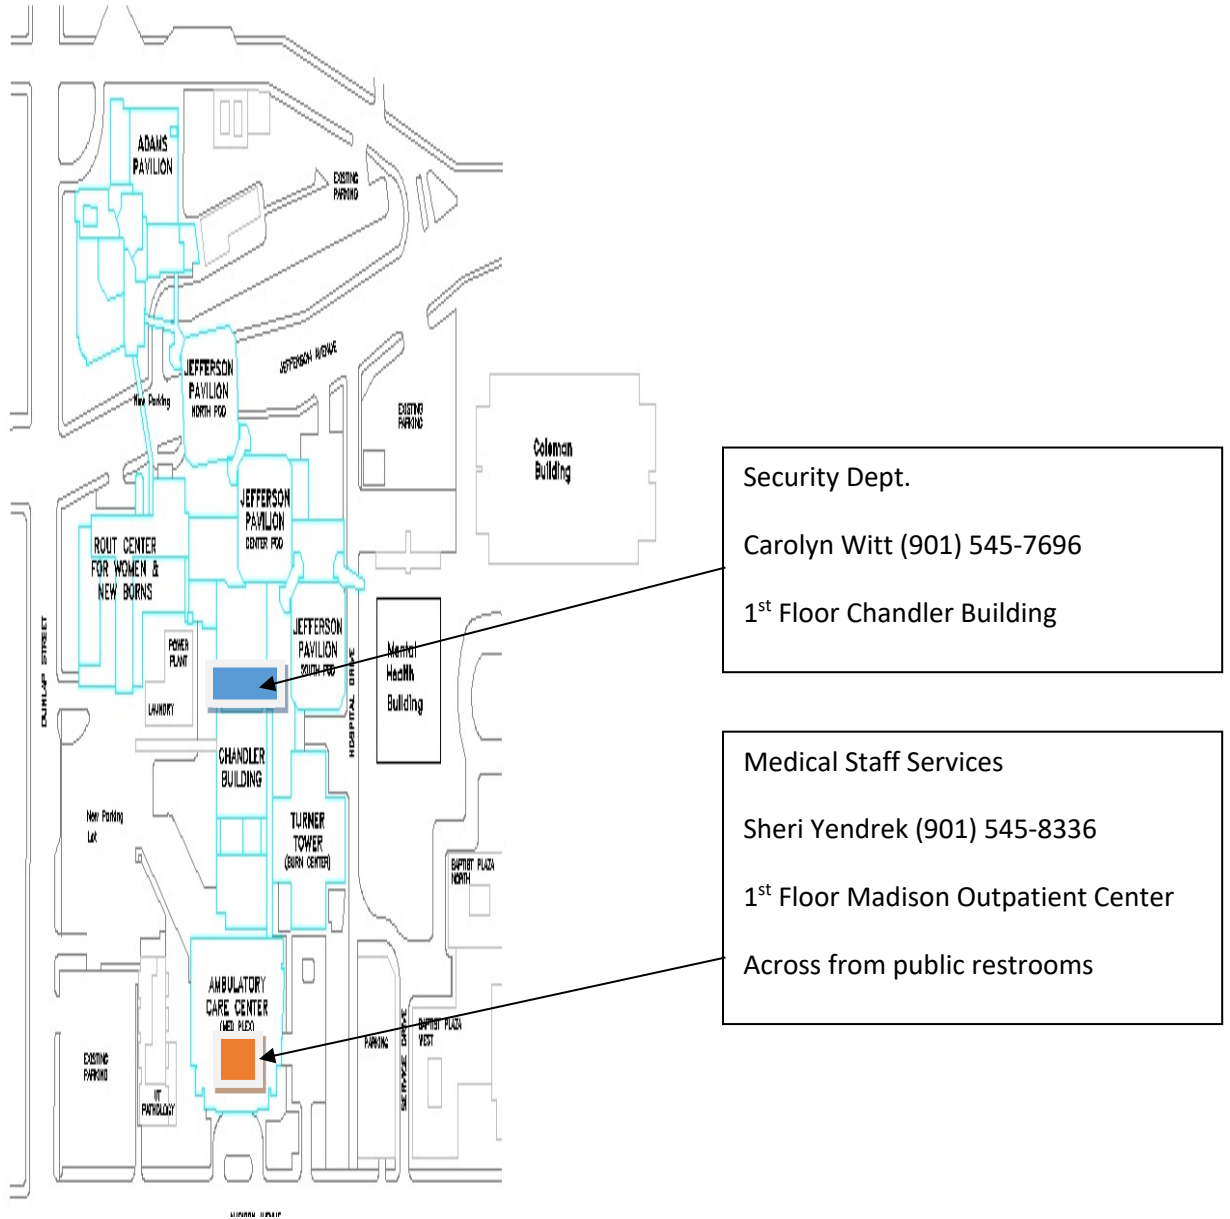 ADAMS
PAVILION
EXISTING
PARKING
JEFFERSON AVENUE
JEFFERSON
PAVILION
NORTH POD
New Parking
EXISTING
PARKING
Coleman
Building
JEFFERSON
PAVILION
CENTER POD
ROUT CENTER
FOR WOMEN &
NEW BORNS
JEFFERSON
PAVILION
SOUTH POD
POWER
PLANT
LAUNDRY
DUNLAP STREET
HOSPITAL DRIVE
Mental
Health
Building
CHANDLER
BUILDING
New Parking
Lot
TURNER
TOWER
(BURN CENTER)
BAPTIST PLAZA
NORTH
AMBULATORY
CARE CENTER
(MED PLEX)
EXISTING
PARKING
UT
PATHOLOGY
PARKING
SERVICE DRIVE
BAPTIST PLAZA
WEST
MADISON AVENUE
Security Dept.
Carolyn Witt (901) 545-7696
1st Floor Chandler Building
Medical Staff Services
Sheri Yendrek (901) 545-8336
1st Floor Madison Outpatient Center
Across from public restrooms